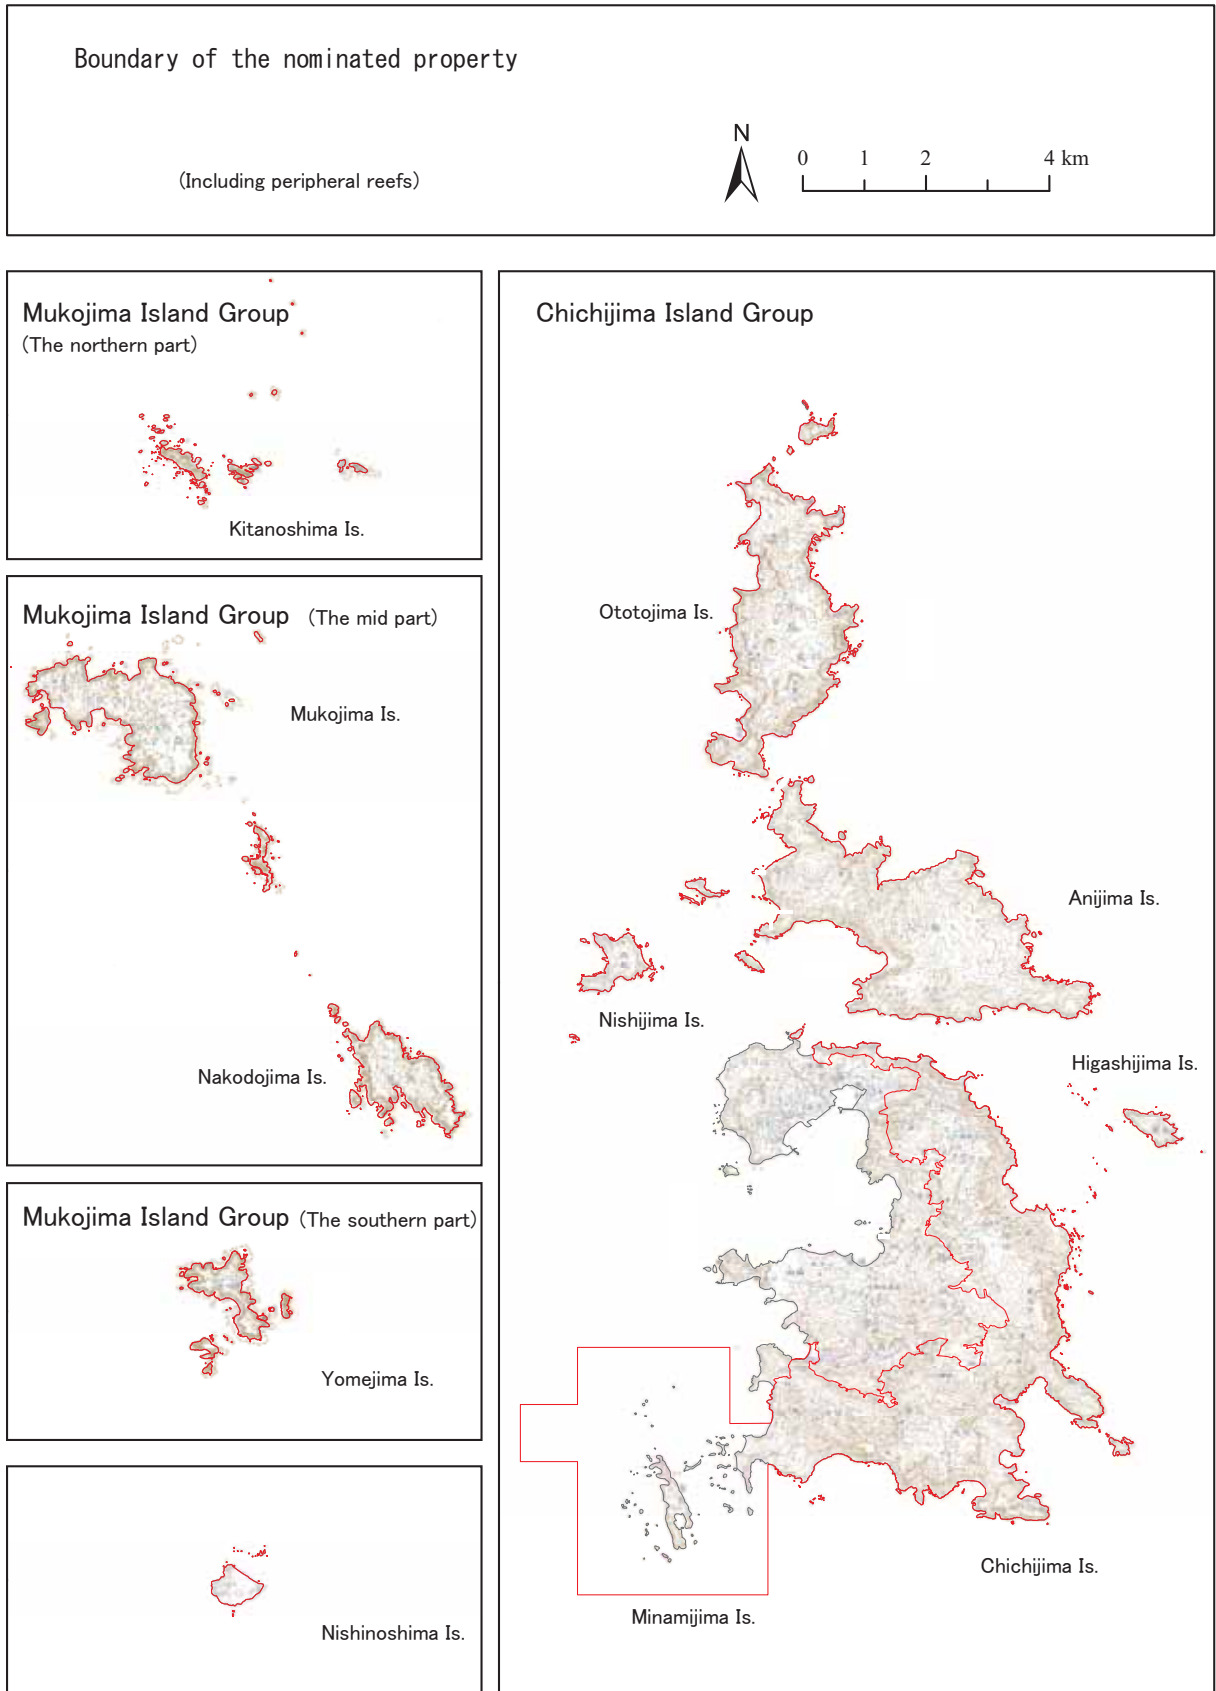 Boundary of the nominated property
(Including peripheral reefs)
N
0 1 2 4 km
Mukojima Island Group
(The northern part)
Kitanoshima Is.
Mukojima Island Group (The mid part)
Mukojima Is.
Nakodojima Is.
Mukojima Island Group (The southern part)
Yomejima Is.
Nishinoshima Is.
Chichijima Island Group
Ototojima Is.
Anijima Is.
Nishijima Is.
Higashijima Is.
Chichijima Is.
Minamijima Is.